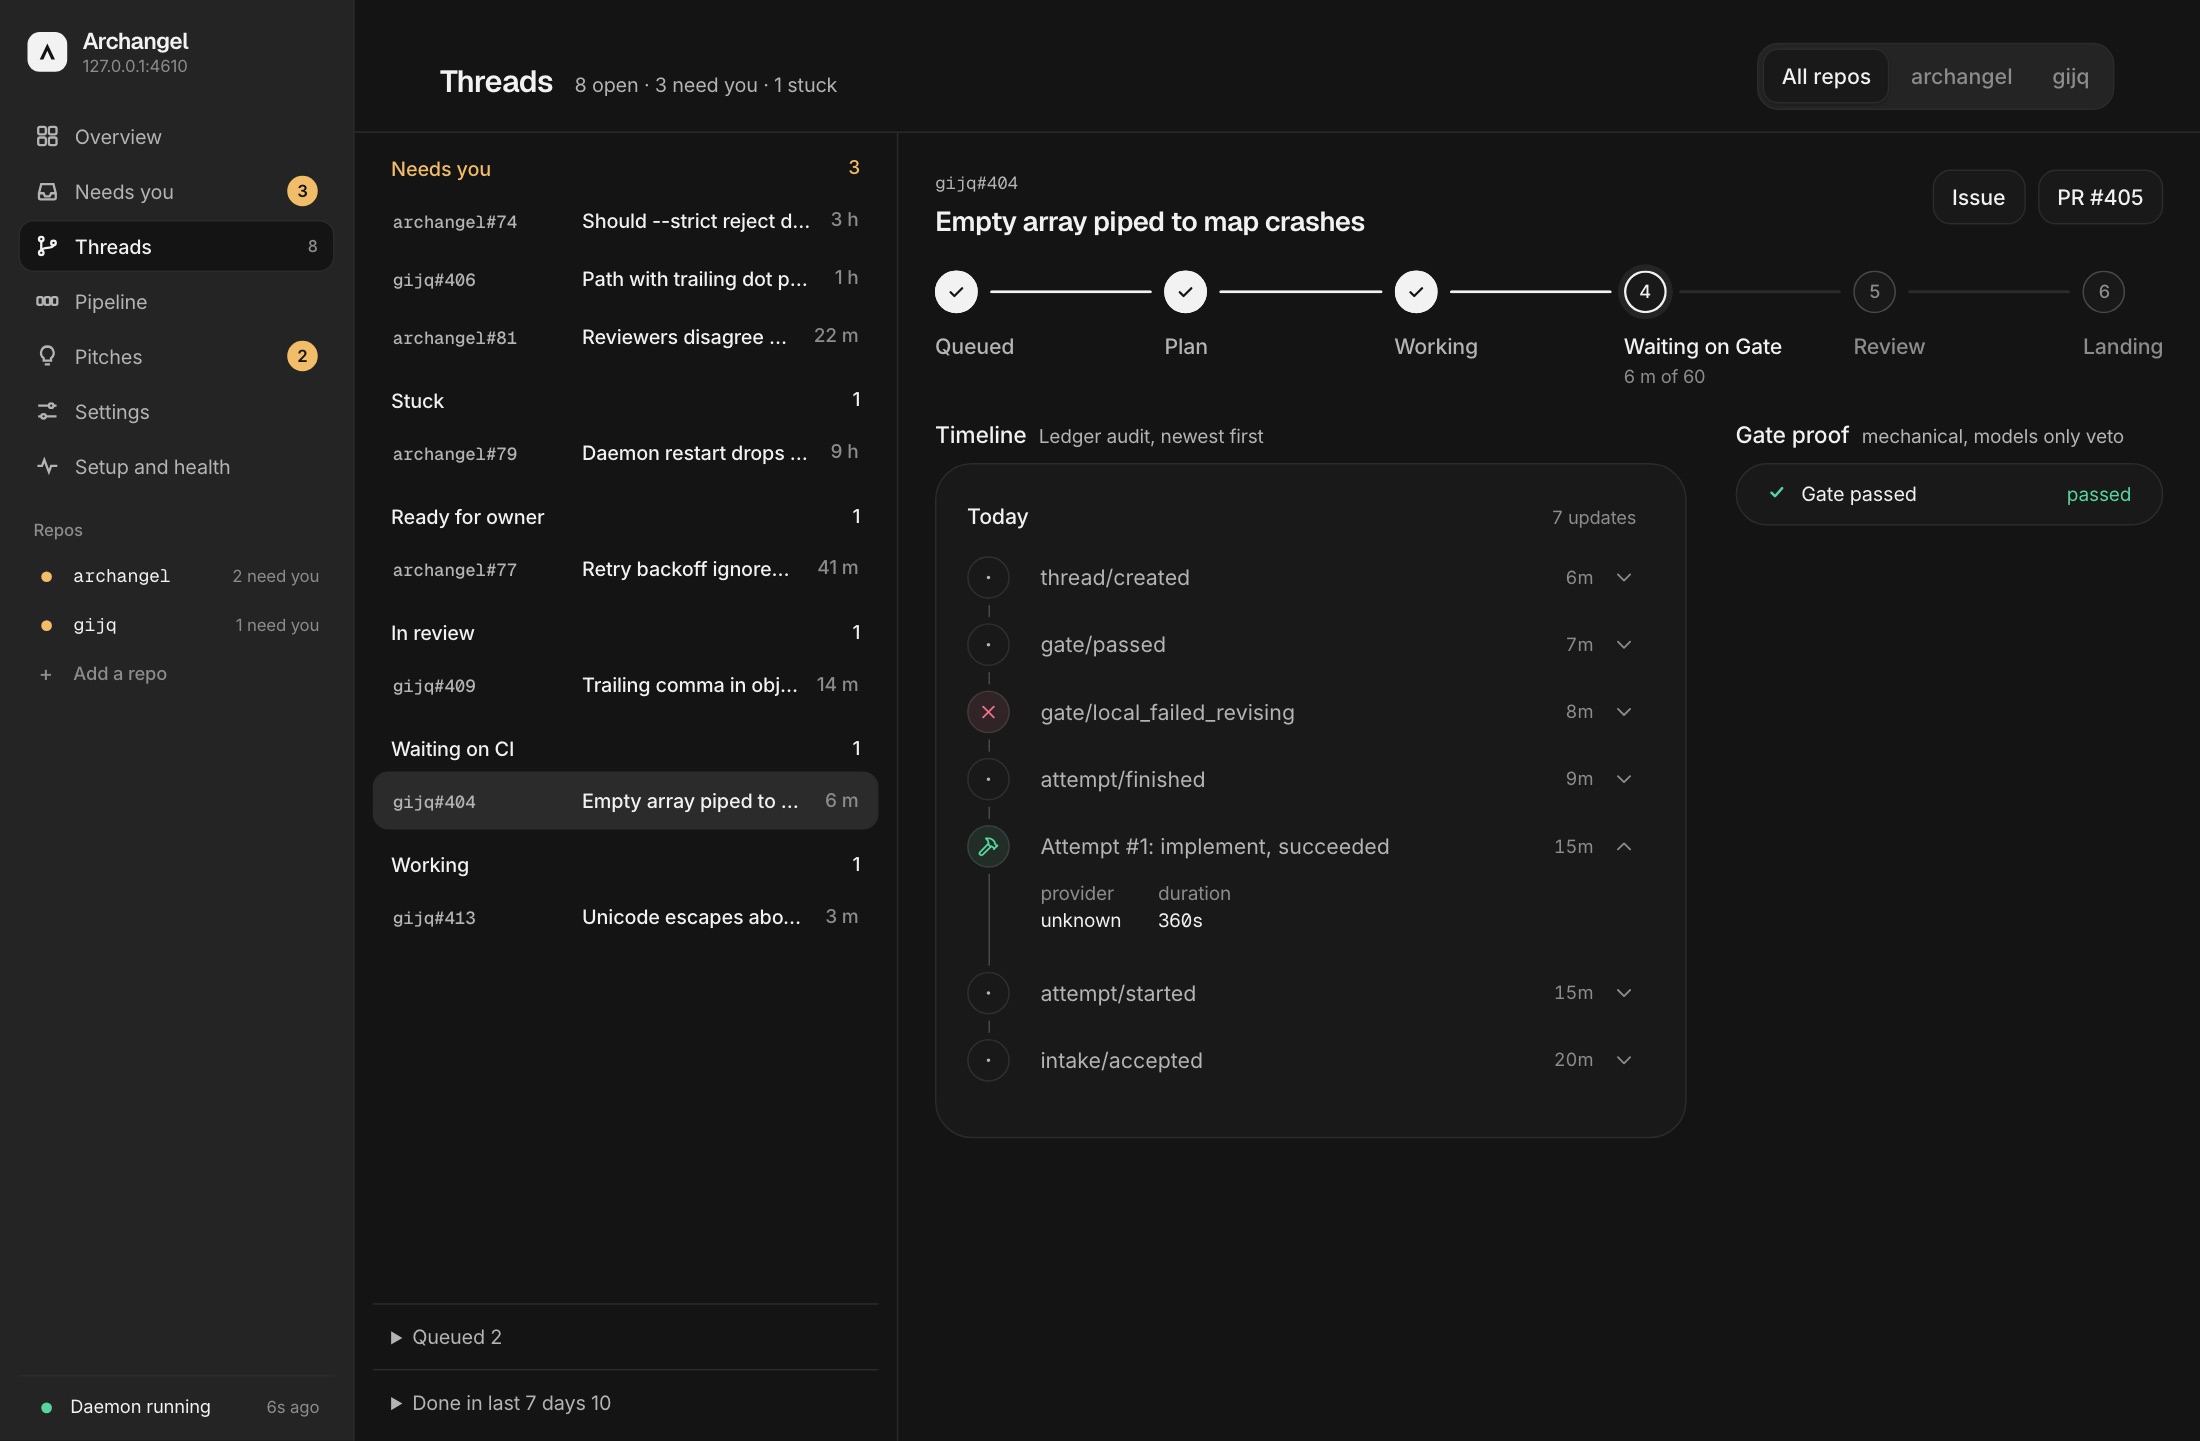 Archangel
127.0.0.1:4610
Overview
Needs you 3
Threads 8
Pipeline
Pitches 2
Settings
Setup and health
Repos
archangel 2 need you
gijq 1 need you
+ Add a repo
Daemon running 6s ago
Threads 8 open · 3 need you · 1 stuck
All repos archangel gijq
Needs you 3
archangel#74 Should --strict reject d... 3 h
gijq#406 Path with trailing dot p... 1 h
archangel#81 Reviewers disagree ... 22 m
Stuck 1
archangel#79 Daemon restart drops ... 9 h
Ready for owner 1
archangel#77 Retry backoff ignore... 41 m
In review 1
gijq#409 Trailing comma in obj... 14 m
Waiting on CI 1
gijq#404 Empty array piped to ... 6 m
Working 1
gijq#413 Unicode escapes abo... 3 m
Queued 2
Done in last 7 days 10
gijq#404
Empty array piped to map crashes
Issue PR #405
4 5 6
Queued Plan Working Waiting on Gate Review Landing
6 m of 60
Timeline Ledger audit, newest first
Today 7 updates
thread/created 6m
gate/passed 7m
gate/local_failed_revising 8m
attempt/finished 9m
Attempt #1: implement, succeeded 15m
provider duration
unknown 360s
attempt/started 15m
intake/accepted 20m
Gate proof mechanical, models only veto
Gate passed passed